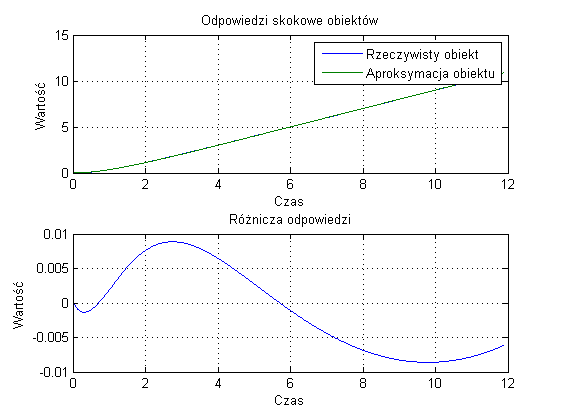 Odpowiedzi skokowe obiektów
15
10
5
0
Wartość
Rzeczywisty obiekt
Aproksymacja obiektu
0 2 4 6 8 10 12
Czas
Różnicza odpowiedzi
0.01
0.005
0
-0.005
-0.01
Wartość
0 2 4 6 8 10 12
Czas